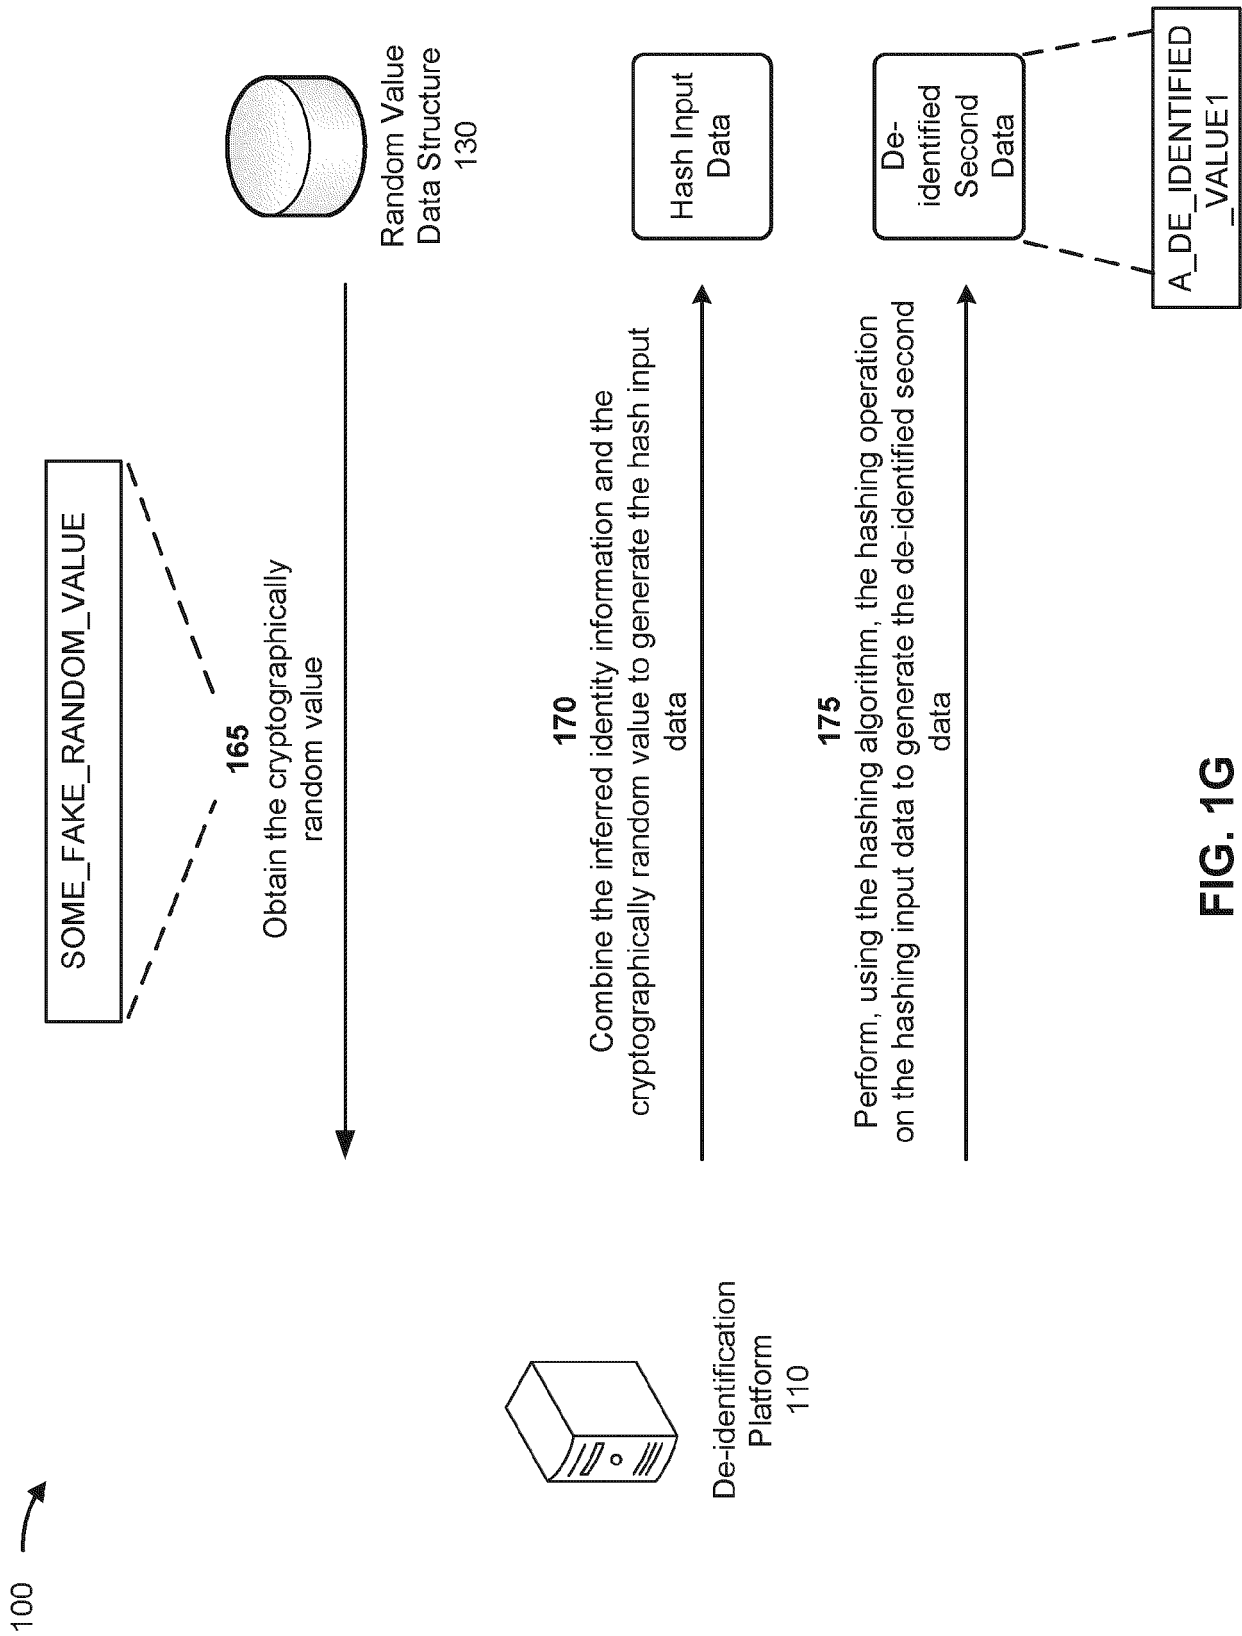 100
SOME_FAKE_RANDOM_VALUE
165
Obtain the cryptographically
random value
Random Value
Data Structure
130
De-identification
Platform
110
170
Combine the inferred identity information and the
cryptographically random value to generate the hash input
data
Hash Input
Data
175
Perform, using the hashing algorithm, the hashing operation
on the hashing input data to generate the de-identified second
data
De-
identified
Second
Data
A_DE_IDENTIFIED
_VALUE1
FIG. 1G